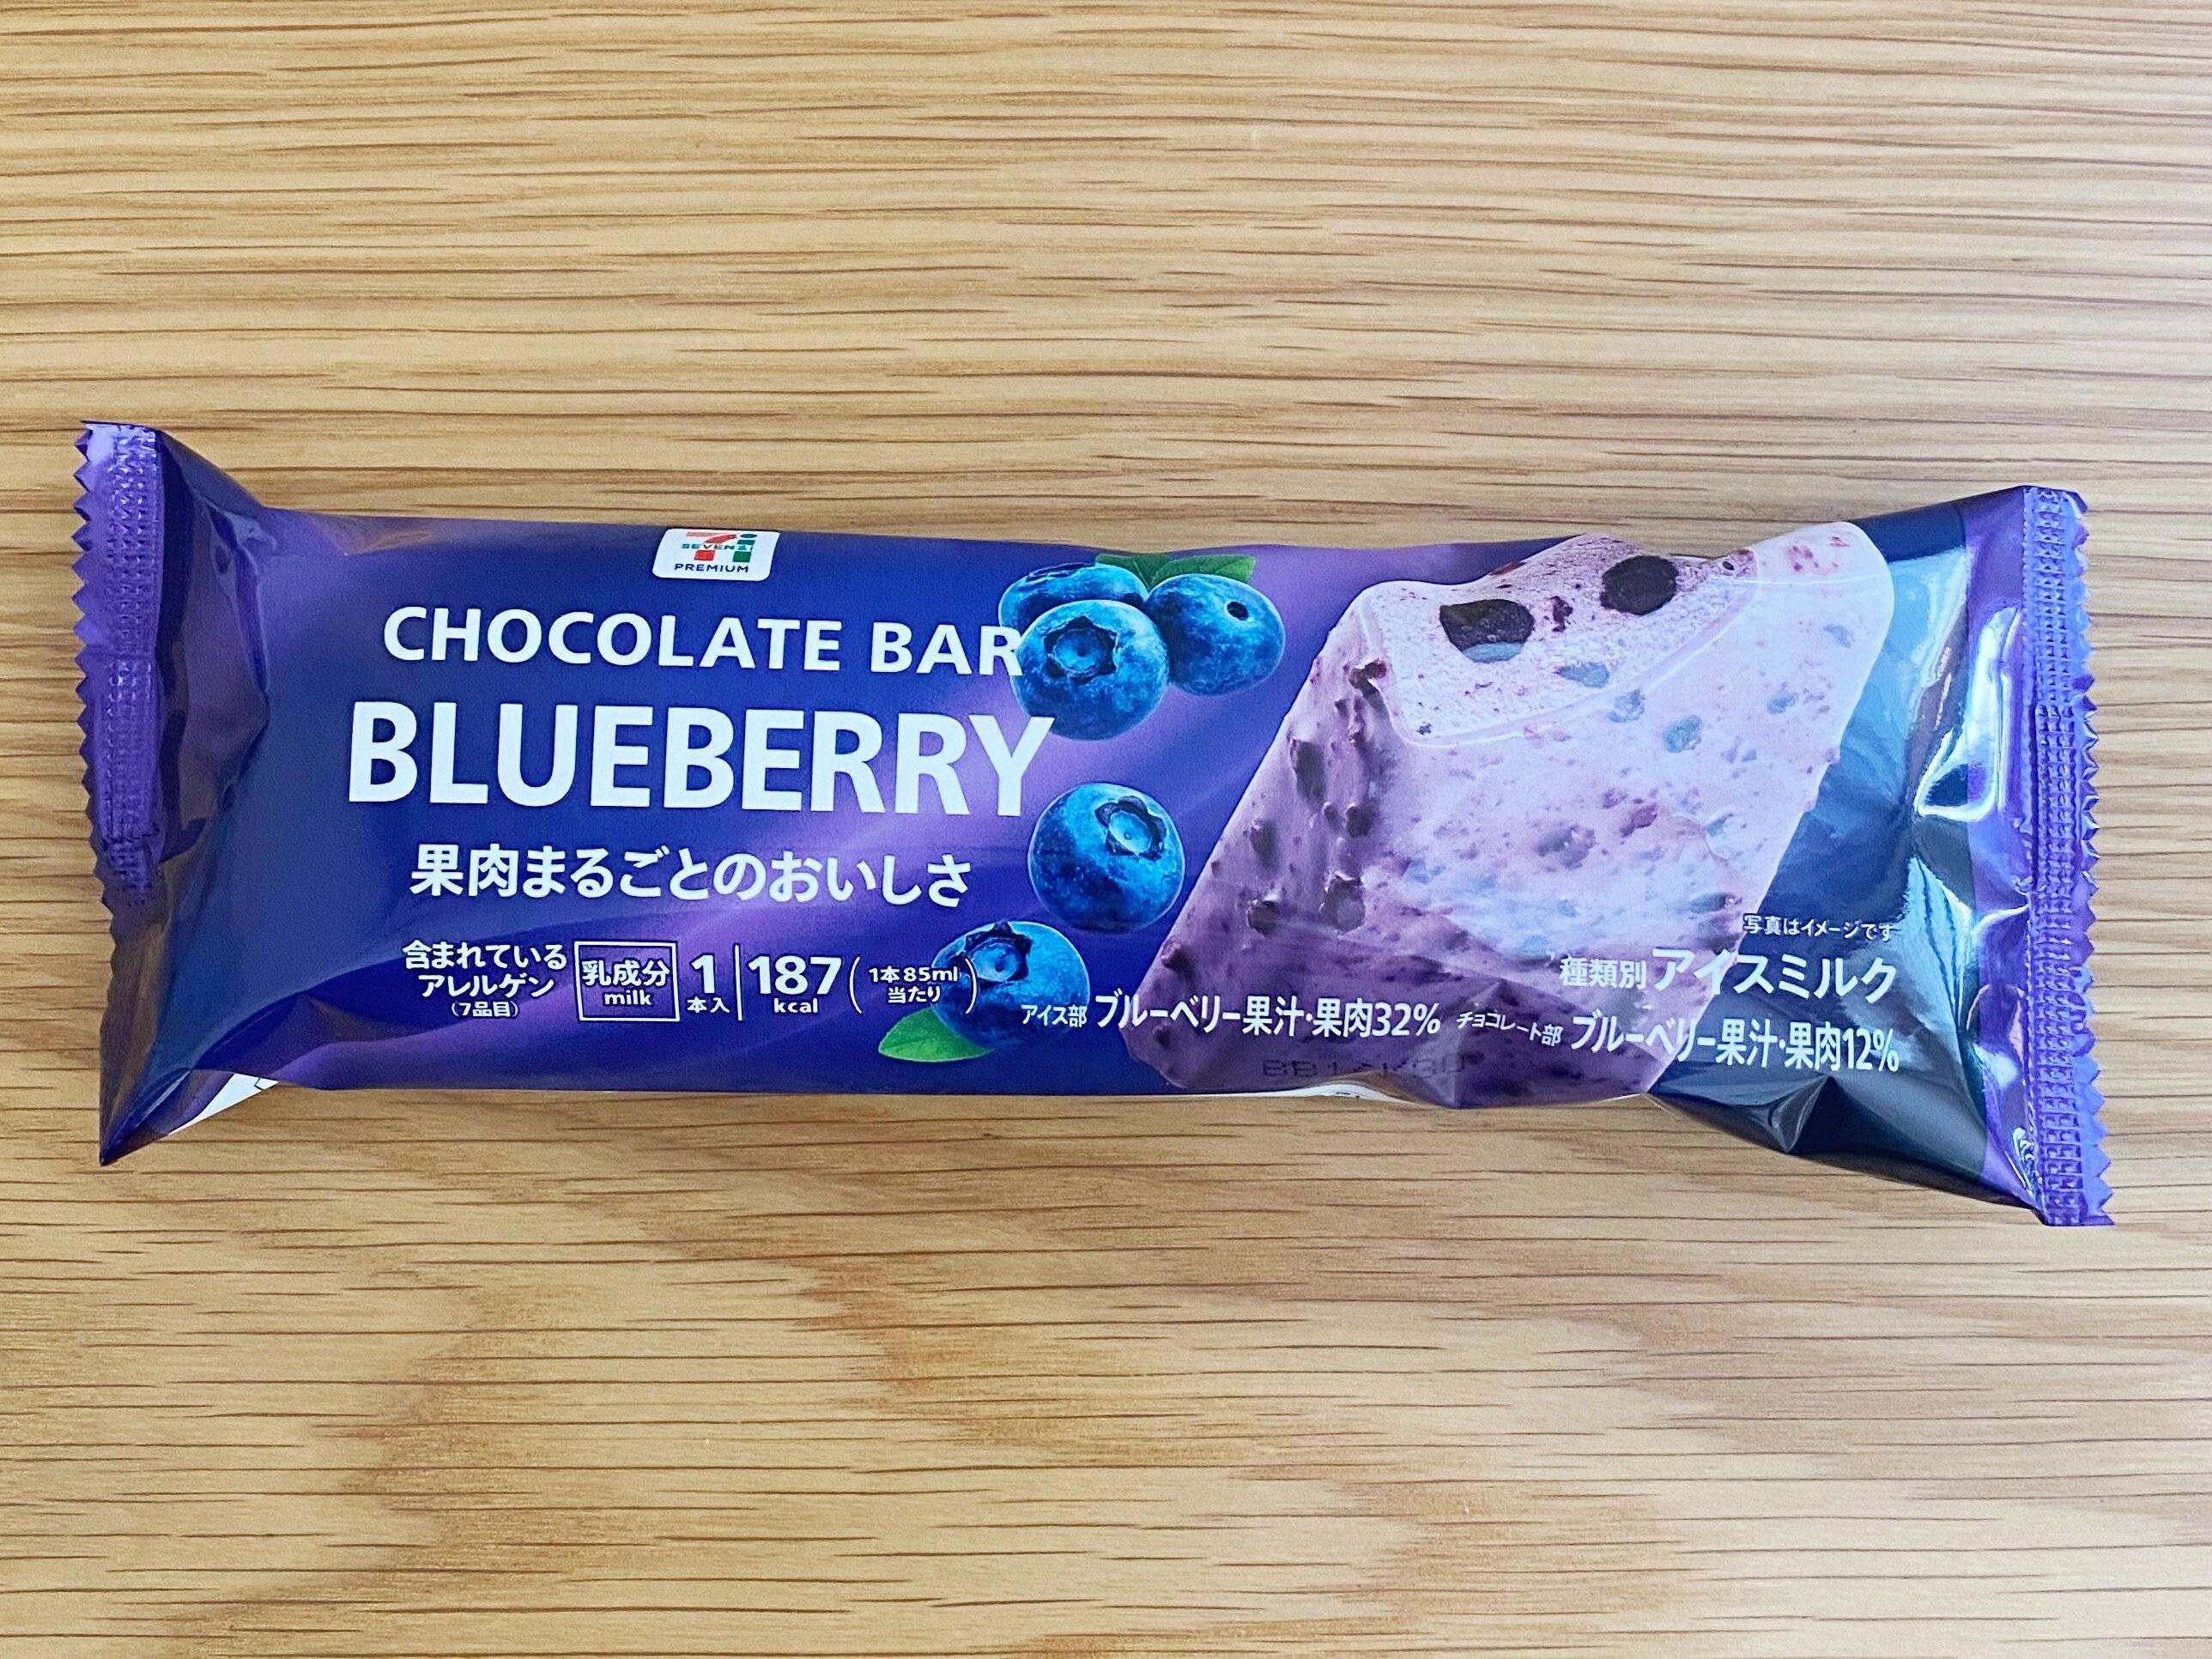 SEVEN&i
PREMIUM
CHOCOLATE BAR
BLUEBERRY
果肉まるごとのおいしさ
含まれている
アレルゲン
(7品目)
乳成分
milk
1
本入
187
kcal
(1本85ml
当たり)
写真はイメージです
種類別アイスミルク
アイス部 ブルーベリー果汁・果肉32% チョコレート部 ブルーベリー果汁・果肉12%